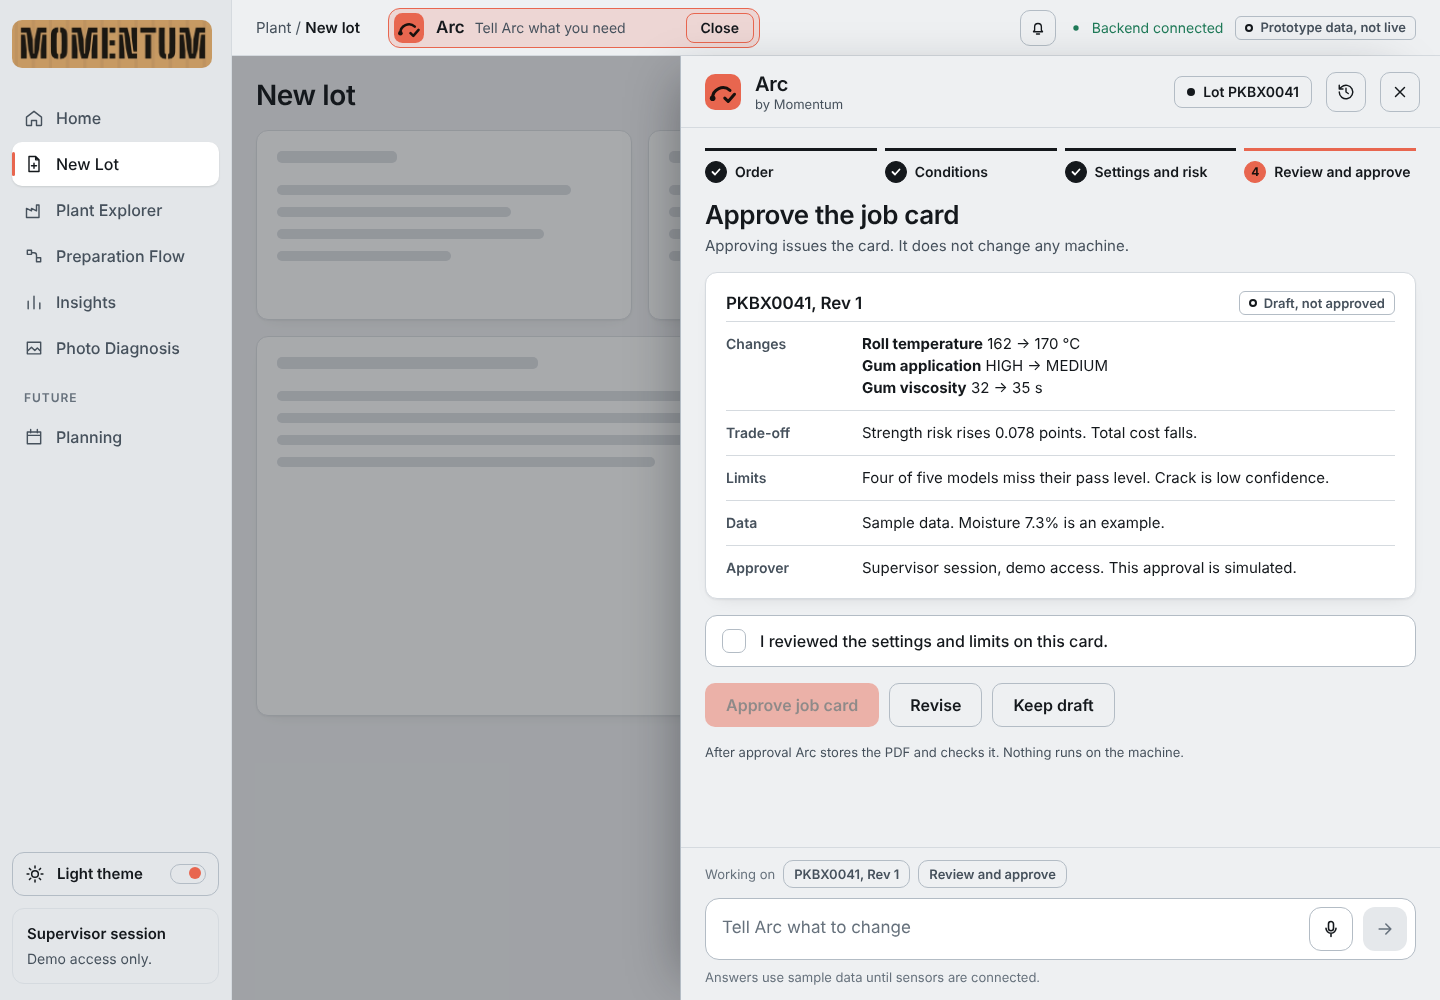 MOMENTUM
Home
New Lot
Plant Explorer
Preparation Flow
Insights
Photo Diagnosis
FUTURE
Planning
Light theme
Supervisor session
Demo access only.
Plant / New lot
Arc Tell Arc what you need Close
Backend connected
Prototype data, not live
New lot
Arc
by Momentum
Lot PKBX0041
Order
Conditions
Settings and risk
4 Review and approve
Approve the job card
Approving issues the card. It does not change any machine.
PKBX0041, Rev 1
Draft, not approved
Changes
Roll temperature 162 → 170 °C
Gum application HIGH → MEDIUM
Gum viscosity 32 → 35 s
Trade-off
Strength risk rises 0.078 points. Total cost falls.
Limits
Four of five models miss their pass level. Crack is low confidence.
Data
Sample data. Moisture 7.3% is an example.
Approver
Supervisor session, demo access. This approval is simulated.
I reviewed the settings and limits on this card.
Approve job card
Revise
Keep draft
After approval Arc stores the PDF and checks it. Nothing runs on the machine.
Working on
PKBX0041, Rev 1
Review and approve
Tell Arc what to change
Answers use sample data until sensors are connected.